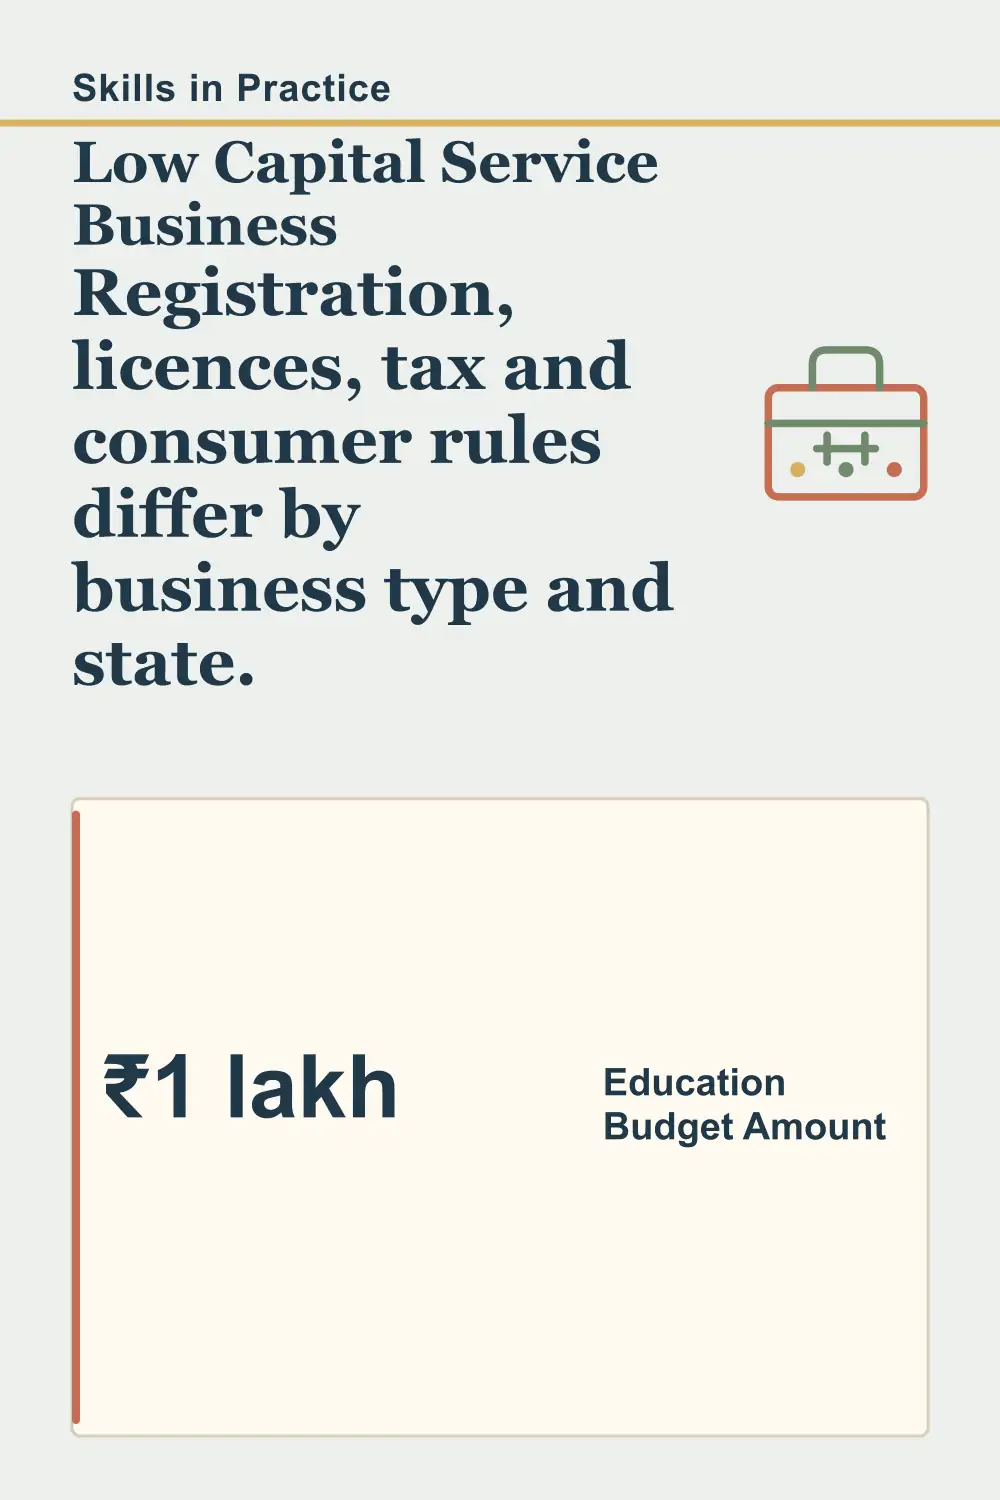 Skills in Practice
Low Capital Service
Business
Registration,
licences, tax and
consumer rules
differ by
business type and
state.
₹1 lakh
Education
Budget Amount